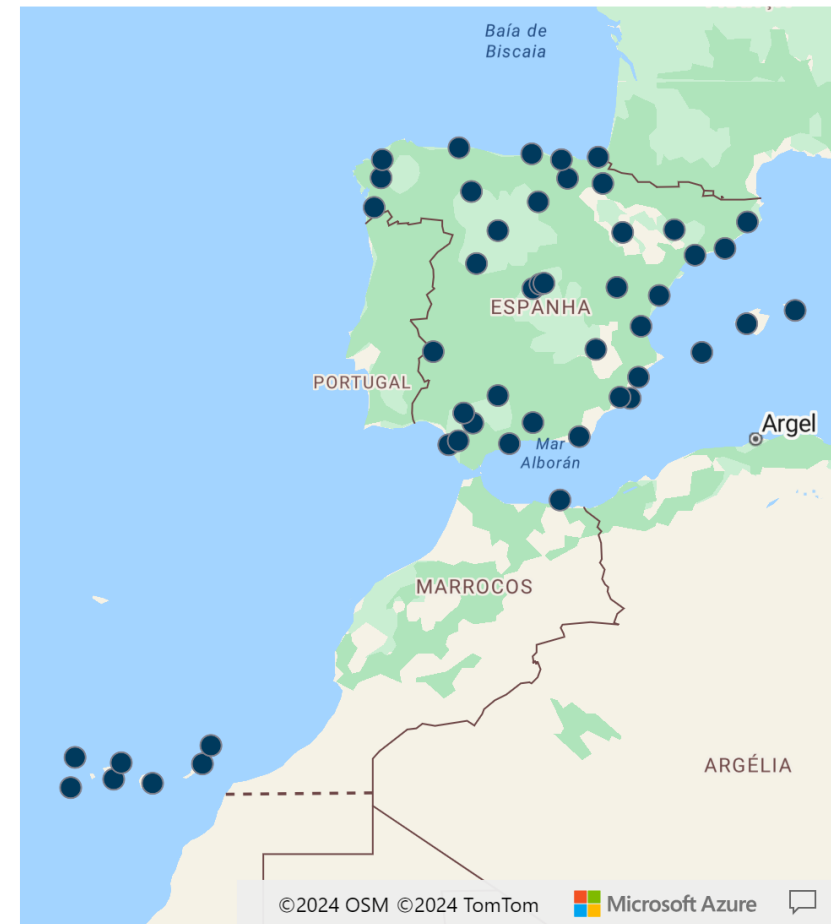 Baía de
Biscaia
ESPANHA
PORTUGAL
Argel
Mar
Alborán
MARROCOS
ARGÉLIA
©2024 OSM ©2024 TomTom
Microsoft Azure